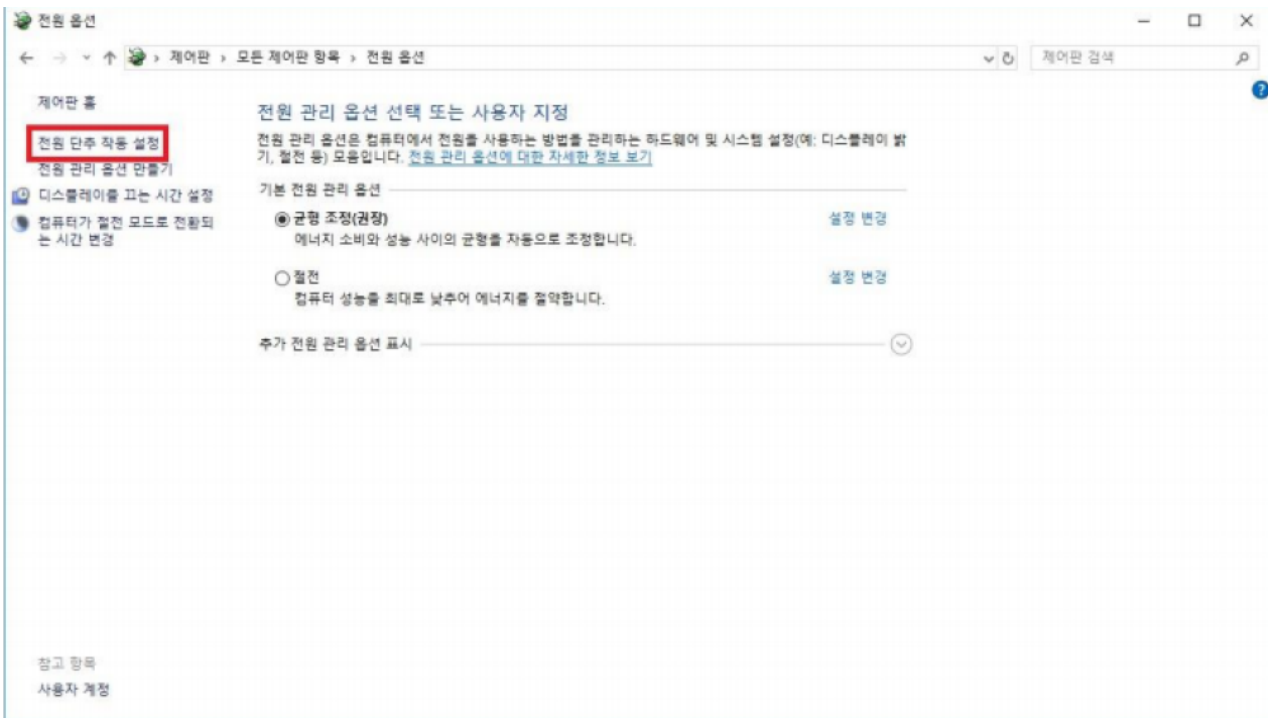 전원 옵션
제어판 › 모든 제어판 항목 › 전원 옵션
제어판 검색
제어판 홈
전원 단추 작동 설정
전원 관리 옵션 만들기
디스플레이를 끄는 시간 설정
컴퓨터가 절전 모드로 전환되
는 시간 변경
전원 관리 옵션 선택 또는 사용자 지정
전원 관리 옵션은 컴퓨터에서 전원을 사용하는 방법을 관리하는 하드웨어 및 시스템 설정(예: 디스플레이 밝
기, 절전 등) 모음입니다. 전원 관리 옵션에 대한 자세한 정보 보기
기본 전원 관리 옵션
균형 조정(권장) 설정 변경
에너지 소비와 성능 사이의 균형을 자동으로 조정합니다.
절전 설정 변경
컴퓨터 성능을 최대로 낮추어 에너지를 절약합니다.
추가 전원 관리 옵션 표시
참고 항목
사용자 계정